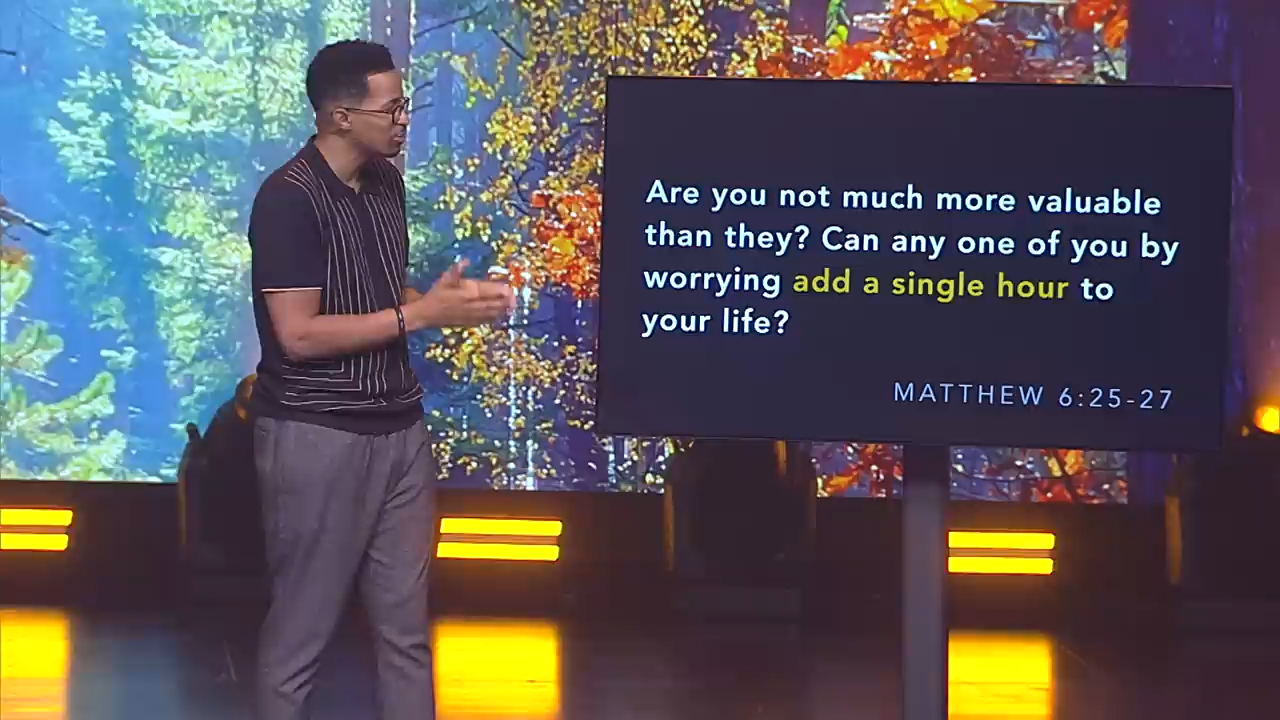 Are you not much more valuable
than they? Can any one of you by
worrying add a single hour to
your life?
MATTHEW 6:25-27